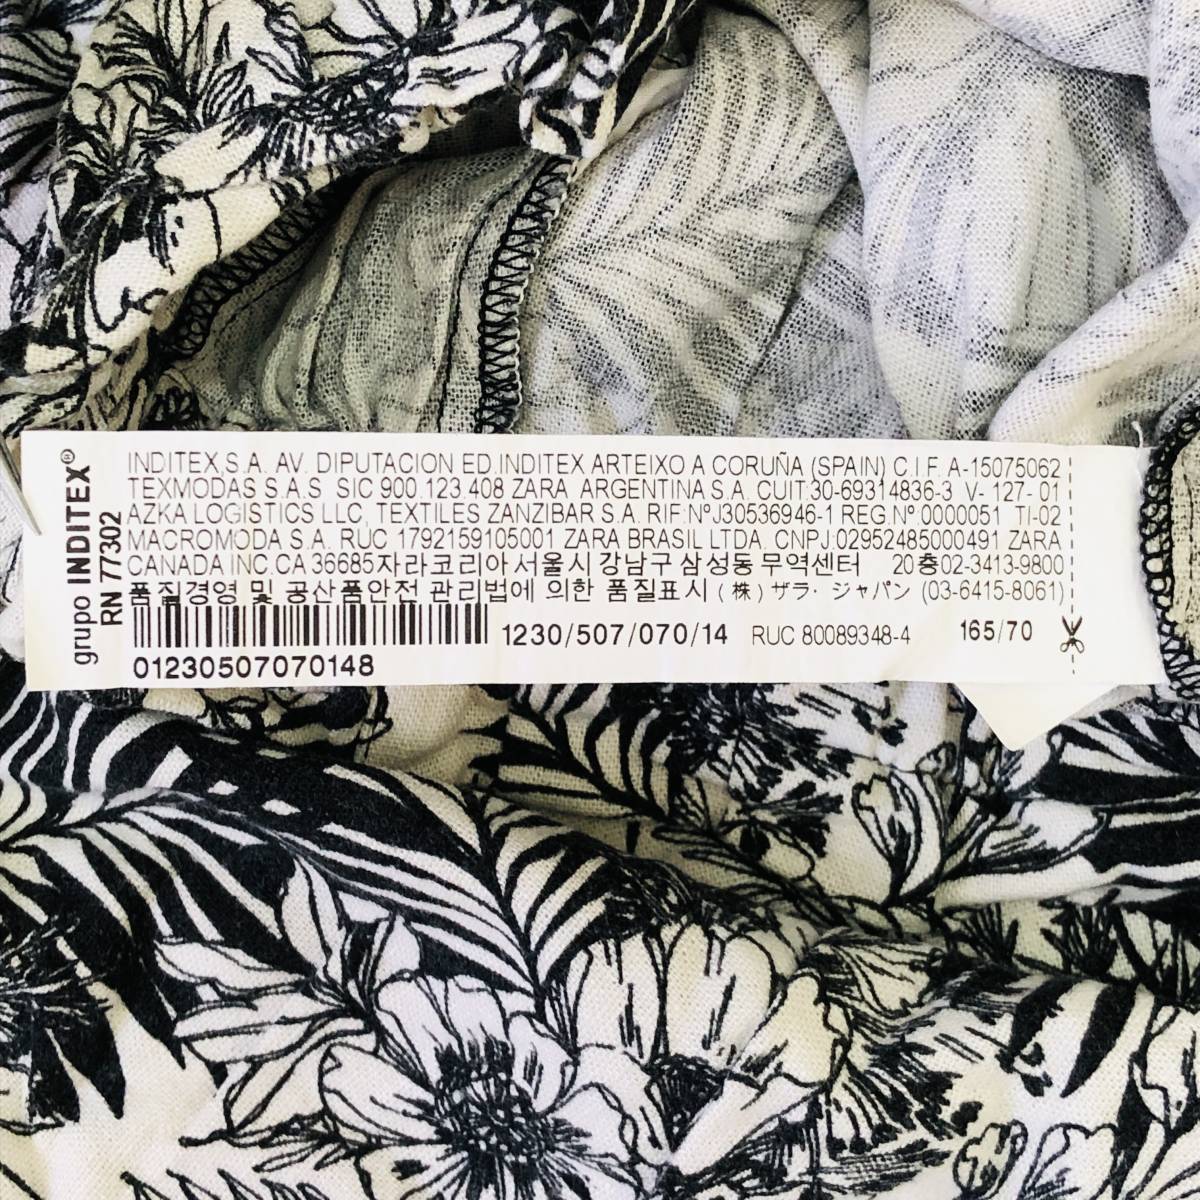 grupo INDITEX®
RN 77302
INDITEX,S.A. AV. DIPUTACION ED.INDITEX ARTEIXO A CORUÑA (SPAIN) C.I.F. A-15075062
TEXMODAS S.A.S SIC 900.123.408 ZARA ARGENTINA S.A. CUIT:30-69314836-3 V- 127- 01
AZKA LOGISTICS LLC, TEXTILES ZANZIBAR S.A. RIF:NºJ30536946-1 REG.Nº.0000051 TI-02
MACROMODA S.A. RUC 1792159105001 ZARA BRASIL LTDA, CNPJ:02952485000491 ZARA
CANADA INC.CA 36685자라코리아 서울시 강남구 삼성동 무역센터 20층02-3413-9800
품질경영 및 공산품안전 관리법에 의한 품질표시 (株) ザラ・ジャパン (03-6415-8061)
1230/507/070/14 RUC 80089348-4 165/70
01230507070148